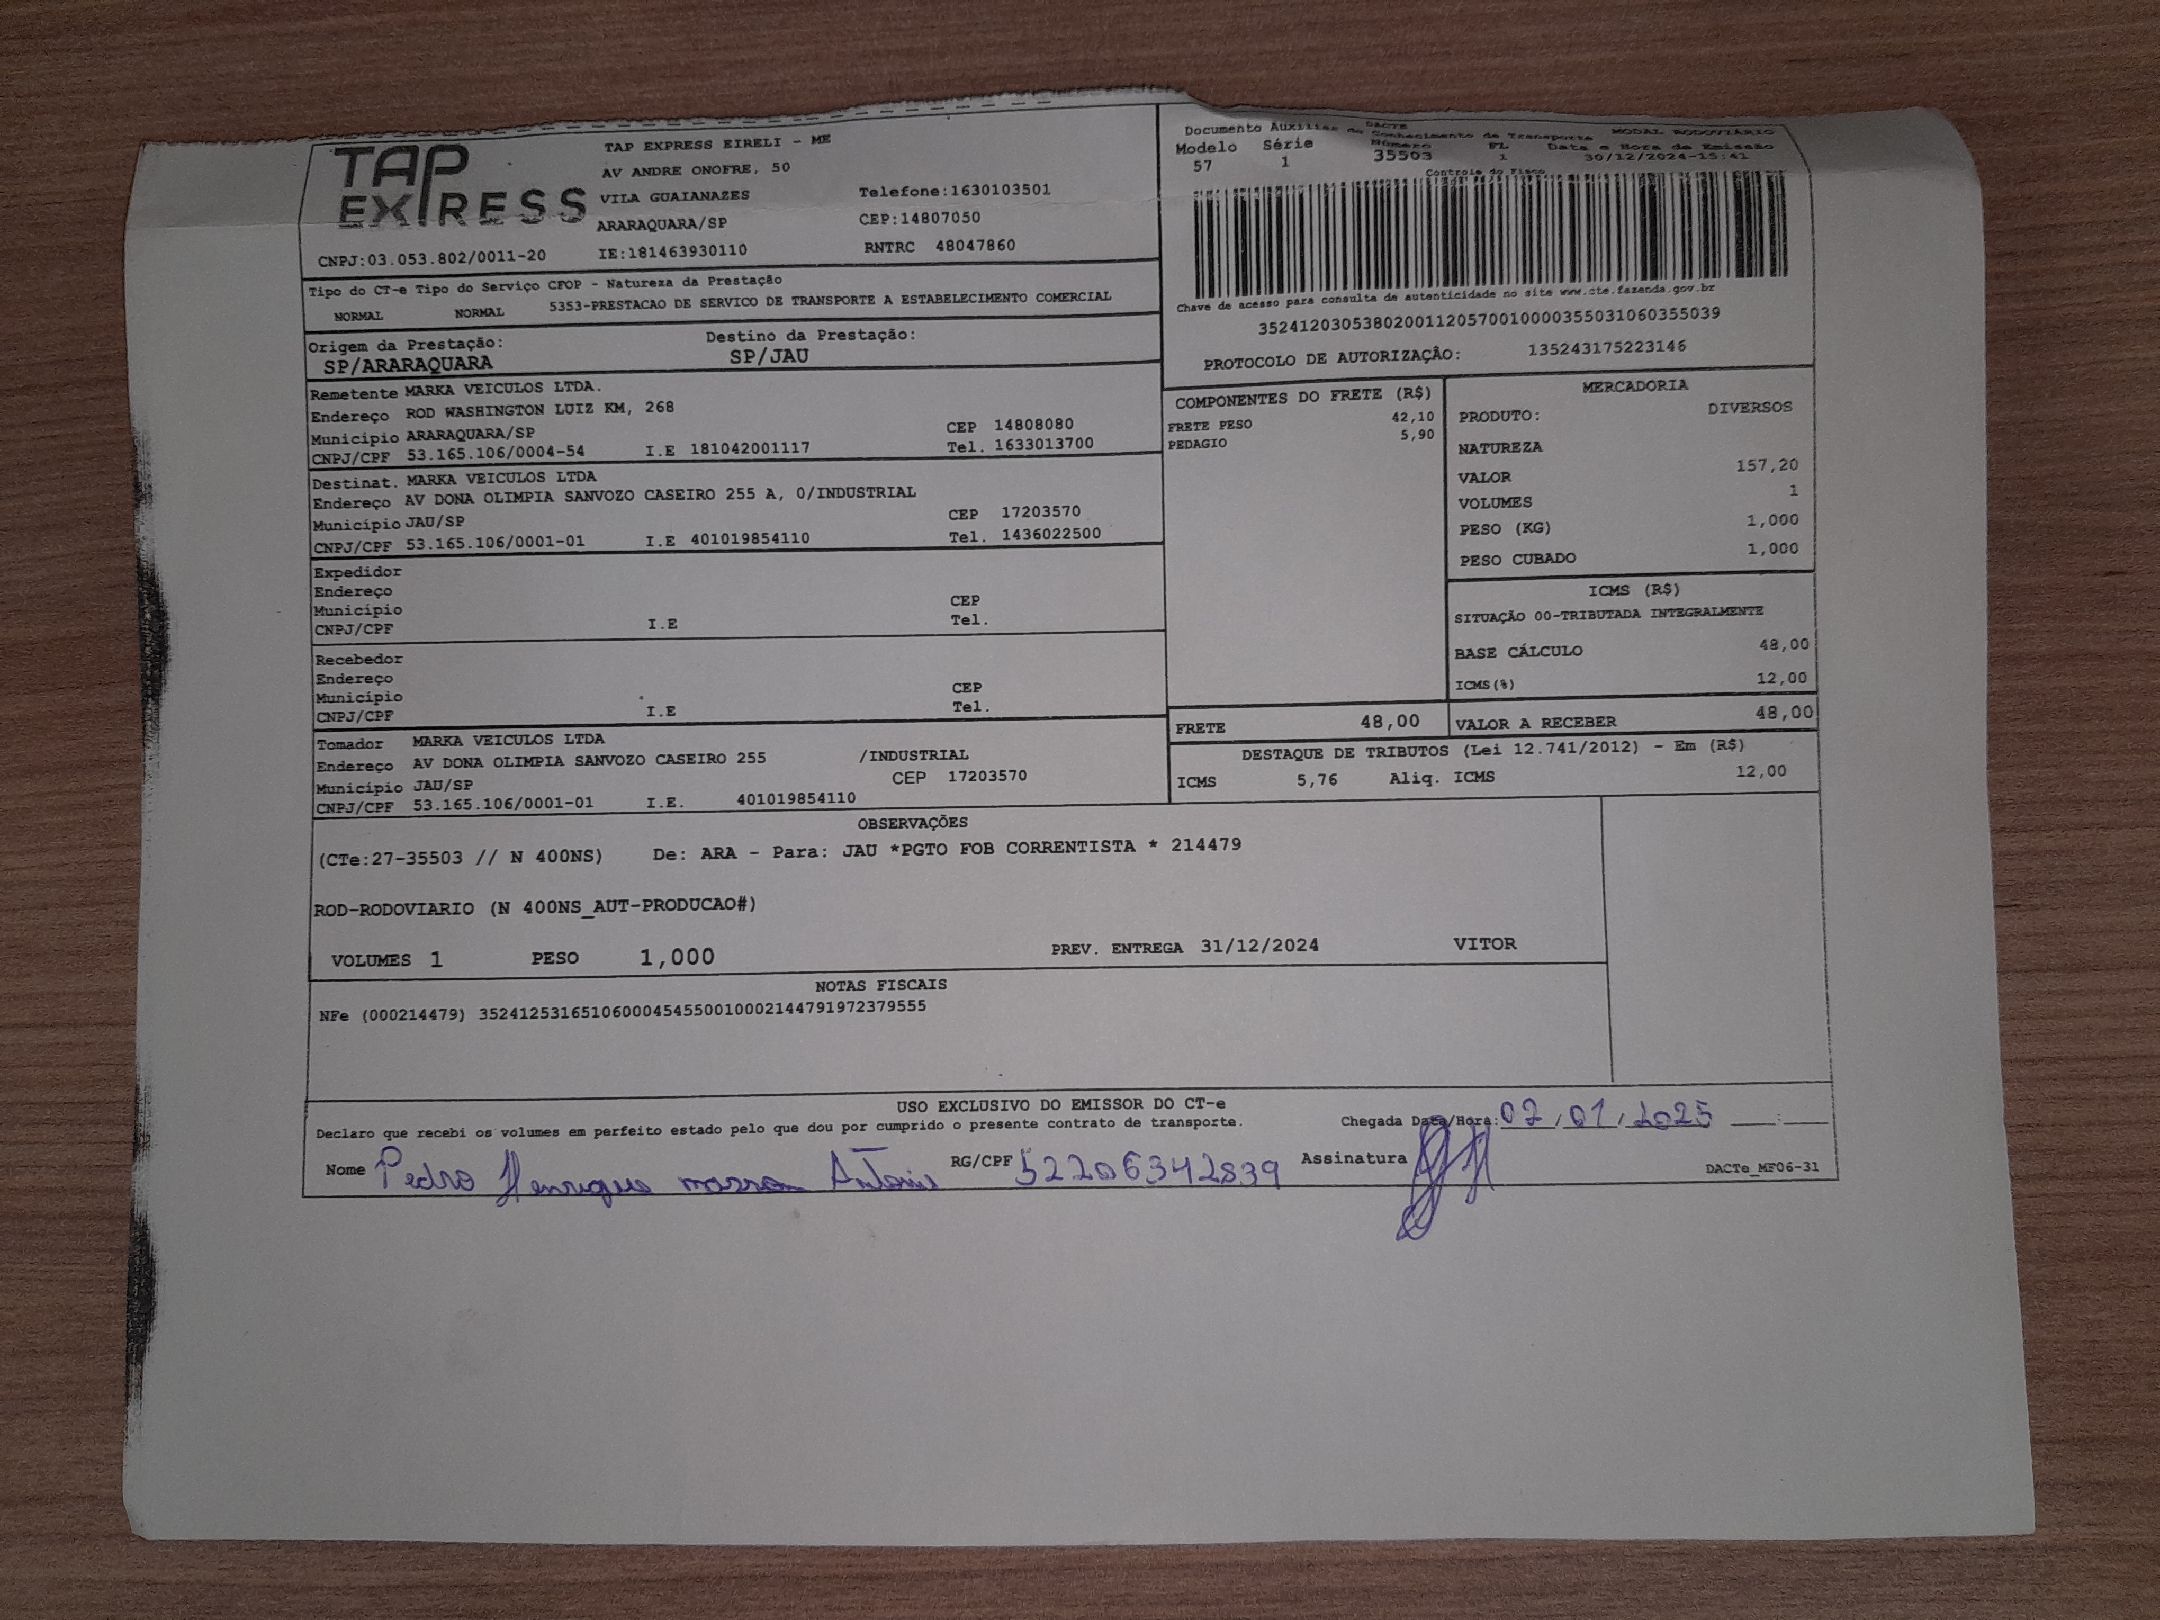 TAP EXPRESS
TAP EXPRESS EIRELI - ME
AV ANDRE ONOFRE, 50
VILA GUAIANAZES Telefone:1630103501
ARARAQUARA/SP CEP:14807050
CNPJ:03.053.802/0011-20 IE:181463930110 RNTRC 48047860
DACTE MODAL RODOVIÁRIO
Documento Auxiliar do Conhecimento de Transporte
Modelo Série Número FL Data e Hora de Emissão
57 1 35503 1 30/12/2024-15:41
Controle do Fisco
Chave de acesso para consulta de autenticidade no site www.cte.fazenda.gov.br
35241203053802001120570010000355031060355039
PROTOCOLO DE AUTORIZAÇÃO: 135243175223146
Tipo do CT-e Tipo do Serviço CFOP - Natureza da Prestação
NORMAL NORMAL 5353-PRESTACAO DE SERVICO DE TRANSPORTE A ESTABELECIMENTO COMERCIAL
Origem da Prestação: Destino da Prestação:
SP/ARARAQUARA SP/JAU
Remetente MARKA VEICULOS LTDA.
Endereço ROD WASHINGTON LUIZ KM, 268
Município ARARAQUARA/SP CEP 14808080
CNPJ/CPF 53.165.106/0004-54 I.E 181042001117 Tel. 1633013700
Destinat. MARKA VEICULOS LTDA
Endereço AV DONA OLIMPIA SANVOZO CASEIRO 255 A, 0/INDUSTRIAL
Município JAU/SP CEP 17203570
CNPJ/CPF 53.165.106/0001-01 I.E 401019854110 Tel. 1436022500
Expedidor
Endereço
Município CEP
CNPJ/CPF I.E Tel.
Recebedor
Endereço
Município CEP
CNPJ/CPF I.E Tel.
Tomador MARKA VEICULOS LTDA
Endereço AV DONA OLIMPIA SANVOZO CASEIRO 255 /INDUSTRIAL
Município JAU/SP CEP 17203570
CNPJ/CPF 53.165.106/0001-01 I.E. 401019854110
COMPONENTES DO FRETE (R$)
FRETE PESO 42,10
PEDAGIO 5,90
MERCADORIA
PRODUTO: DIVERSOS
NATUREZA
VALOR 157,20
VOLUMES 1
PESO (KG) 1,000
PESO CUBADO 1,000
ICMS (R$)
SITUAÇÃO 00-TRIBUTADA INTEGRALMENTE
BASE CÁLCULO 48,00
ICMS(%) 12,00
FRETE 48,00 VALOR A RECEBER 48,00
DESTAQUE DE TRIBUTOS (Lei 12.741/2012) - Em (R$)
ICMS 5,76 Aliq. ICMS 12,00
OBSERVAÇÕES
(CTe:27-35503 // N 400NS) De: ARA - Para: JAU *PGTO FOB CORRENTISTA * 214479
ROD-RODOVIARIO (N 400NS_AUT-PRODUCAO#)
VOLUMES 1 PESO 1,000 PREV. ENTREGA 31/12/2024 VITOR
NOTAS FISCAIS
NFe (000214479) 35241253165106000454550010002144791972379555
USO EXCLUSIVO DO EMISSOR DO CT-e
Declaro que recebi os volumes em perfeito estado pelo que dou por cumprido o presente contrato de transporte. Chegada Data/Hora: 02/01/2025 __:__
Nome Pedro Henrique Antonio RG/CPF 52206342839 Assinatura DACTe_MF06-31